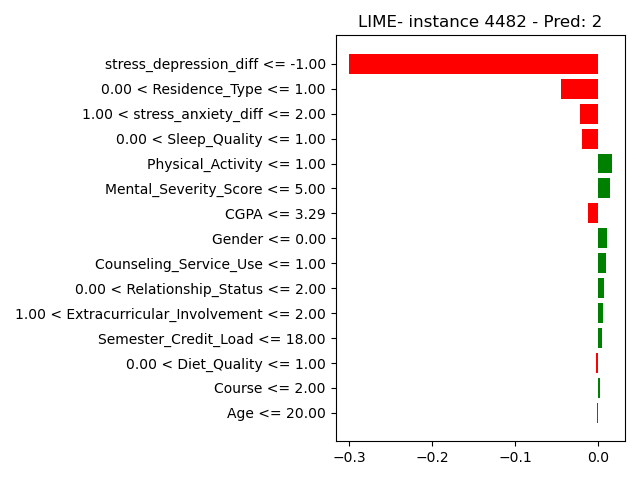 LIME- instance 4482 - Pred: 2
stress_depression_diff <= -1.00
0.00 < Residence_Type <= 1.00
1.00 < stress_anxiety_diff <= 2.00
0.00 < Sleep_Quality <= 1.00
Physical_Activity <= 1.00
Mental_Severity_Score <= 5.00
CGPA <= 3.29
Gender <= 0.00
Counseling_Service_Use <= 1.00
0.00 < Relationship_Status <= 2.00
1.00 < Extracurricular_Involvement <= 2.00
Semester_Credit_Load <= 18.00
0.00 < Diet_Quality <= 1.00
Course <= 2.00
Age <= 20.00
−0.3 −0.2 −0.1 0.0